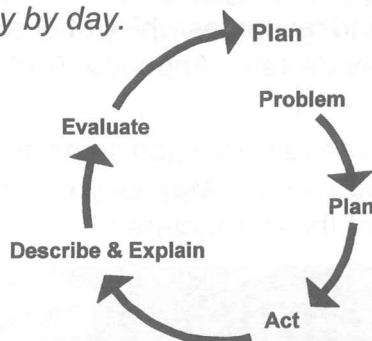 y by day.
Plan
Problem
Evaluate
Plan
Describe & Explain
Act